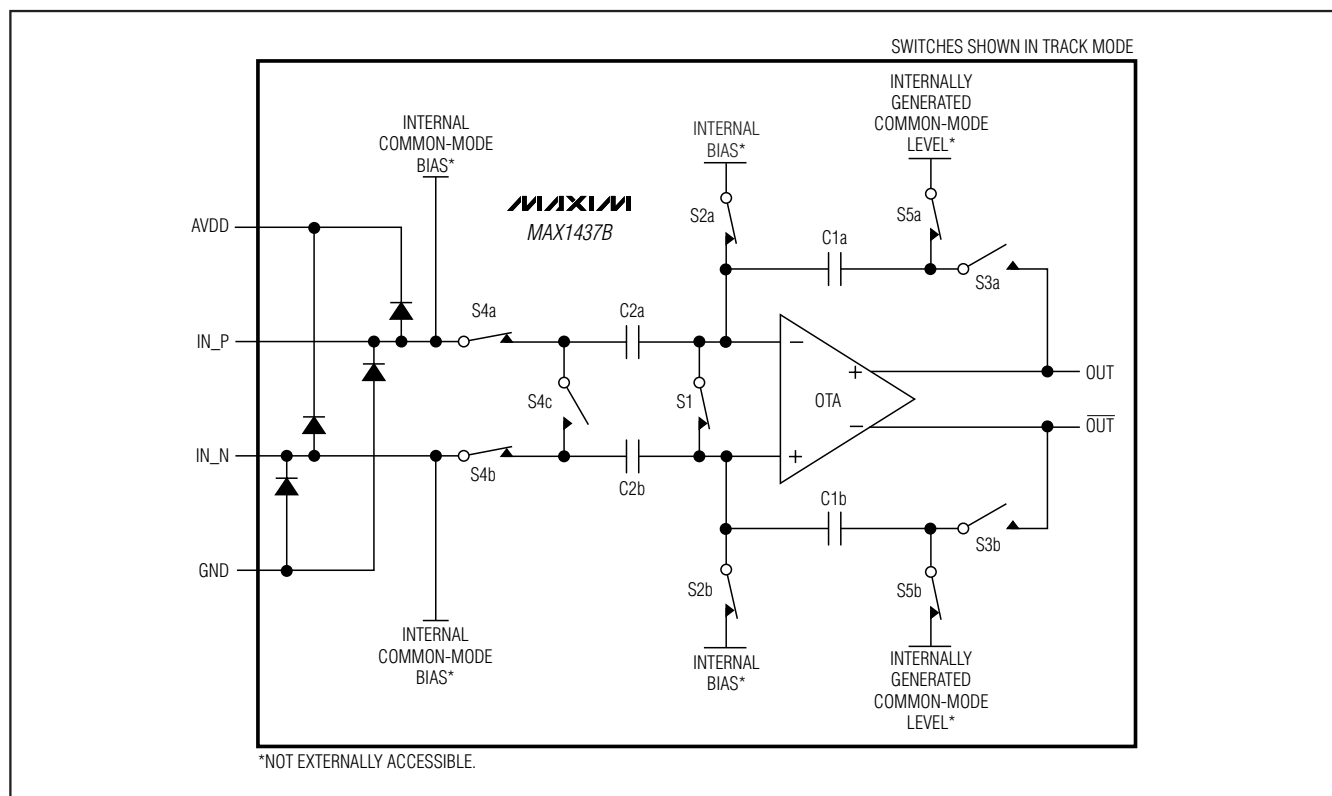 SWITCHES SHOWN IN TRACK MODE
INTERNAL
COMMON-MODE
BIAS*
INTERNAL
BIAS*
INTERNALLY
GENERATED
COMMON-MODE
LEVEL*
MAXIM
MAX1437B
AVDD
S2a
S5a
C1a
S3a
S4a
C2a
IN_P
S4c
S1
−
+
OTA
OUT
−
OUT
IN_N
S4b
C2b
+
C1b
S3b
GND
S2b
S5b
INTERNAL
COMMON-MODE
BIAS*
INTERNAL
BIAS*
INTERNALLY
GENERATED
COMMON-MODE
LEVEL*
*NOT EXTERNALLY ACCESSIBLE.